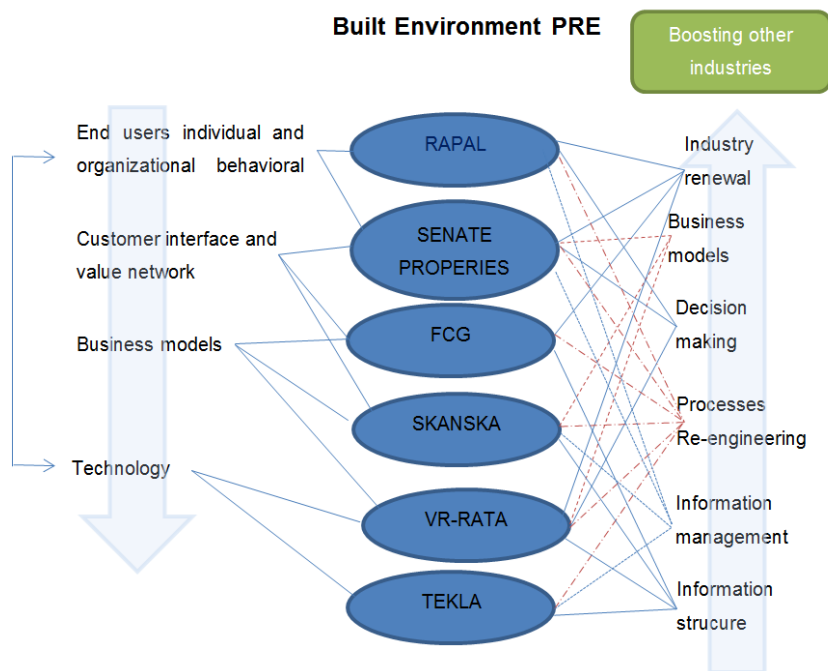 Built Environment PRE
Boosting other
industries
End users individual and
organizational behavioral
Customer interface and
value network
Business models
Technology
RAPAL
SENATE
PROPERIES
FCG
SKANSKA
VR-RATA
TEKLA
Industry
renewal
Business
models
Decision
making
Processes
Re-engineering
Information
management
Information
strucure